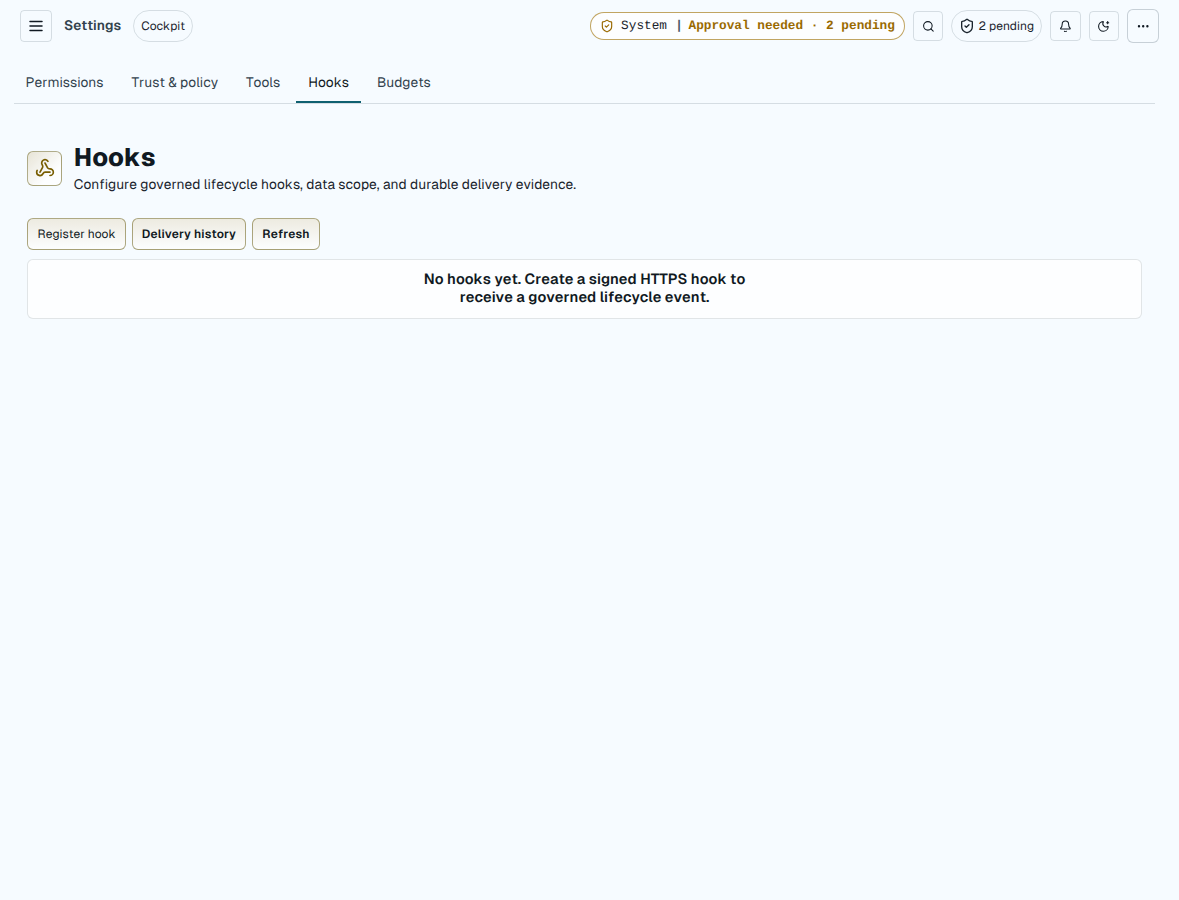 Settings
Cockpit
System | Approval needed · 2 pending
2 pending
Permissions
Trust & policy
Tools
Hooks
Budgets
Hooks
Configure governed lifecycle hooks, data scope, and durable delivery evidence.
Register hook
Delivery history
Refresh
No hooks yet. Create a signed HTTPS hook to
receive a governed lifecycle event.